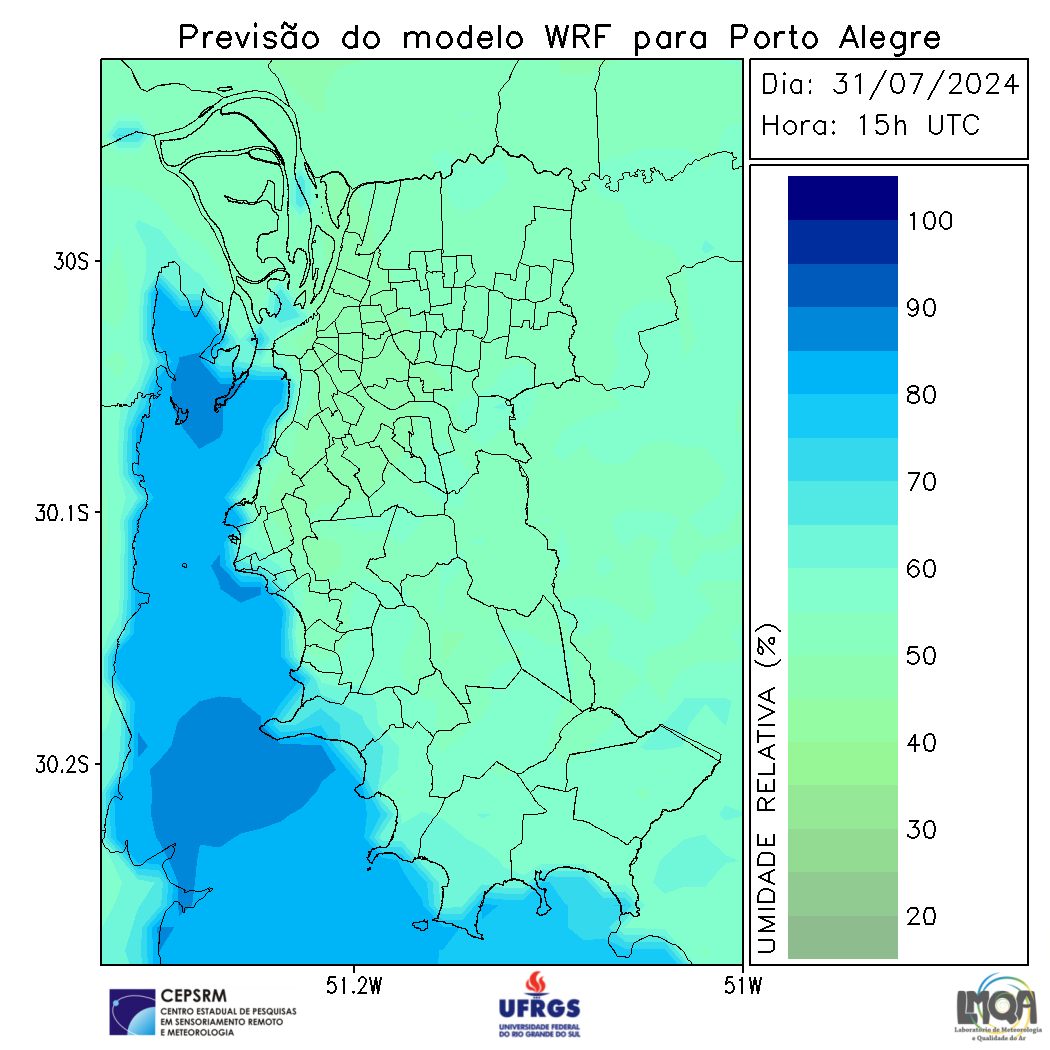 Previsão do modelo WRF para Porto Alegre
Dia: 31/07/2024
Hora: 15h UTC
30S
30.1S
30.2S
51.2W
51W
100
90
80
70
60
50
40
30
20
UMIDADE RELATIVA (%)
CEPSRM
CENTRO ESTADUAL DE PESQUISAS
EM SENSORIAMENTO REMOTO
E METEOROLOGIA
UFRGS
UNIVERSIDADE FEDERAL
DO RIO GRANDE DO SUL
LMQA
Laboratório de Meteorologia
e Qualidade do Ar